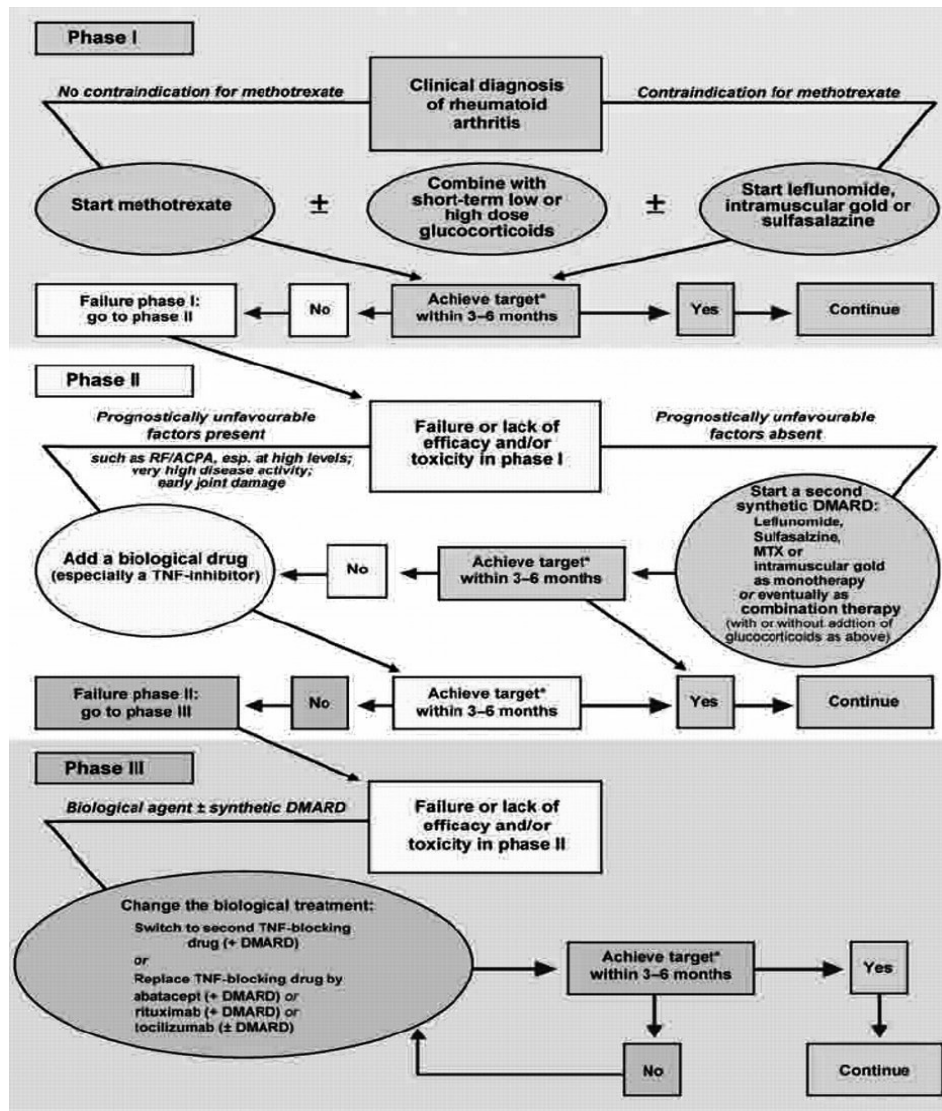 Phase I
No contraindication for methotrexate
Clinical diagnosis
of rheumatoid
arthritis
Contraindication for methotrexate
Start methotrexate
±
Combine with
short-term low or
high dose
glucocorticoids
±
Start leflunomide,
intramuscular gold or
sulfasalazine
Failure phase I:
go to phase II
No
Achieve target*
within 3–6 months
Yes
Continue
Phase II
Prognostically unfavourable
factors present
such as RF/ACPA, esp. at high levels;
very high disease activity;
early joint damage
Failure or lack of
efficacy and/or
toxicity in phase I
Prognostically unfavourable
factors absent
Start a second
synthetic DMARD:
Leflunomide,
Sulfasalzine,
MTX or
intramuscular gold
as monotherapy
or eventually as
combination therapy
(with or without addtion of
glucocorticoids as above)
Add a biological drug
(especially a TNF-inhibitor)
No
Achieve target*
within 3–6 months
Failure phase II:
go to phase III
No
Achieve target*
within 3–6 months
Yes
Continue
Phase III
Biological agent ± synthetic DMARD
Failure or lack of
efficacy and/or
toxicity in phase II
Change the biological treatment:
Switch to second TNF-blocking
drug (+ DMARD)
or
Replace TNF-blocking drug by
abatacept (+ DMARD) or
rituximab (+ DMARD) or
tocilizumab (± DMARD)
Achieve target*
within 3–6 months
Yes
No
Continue